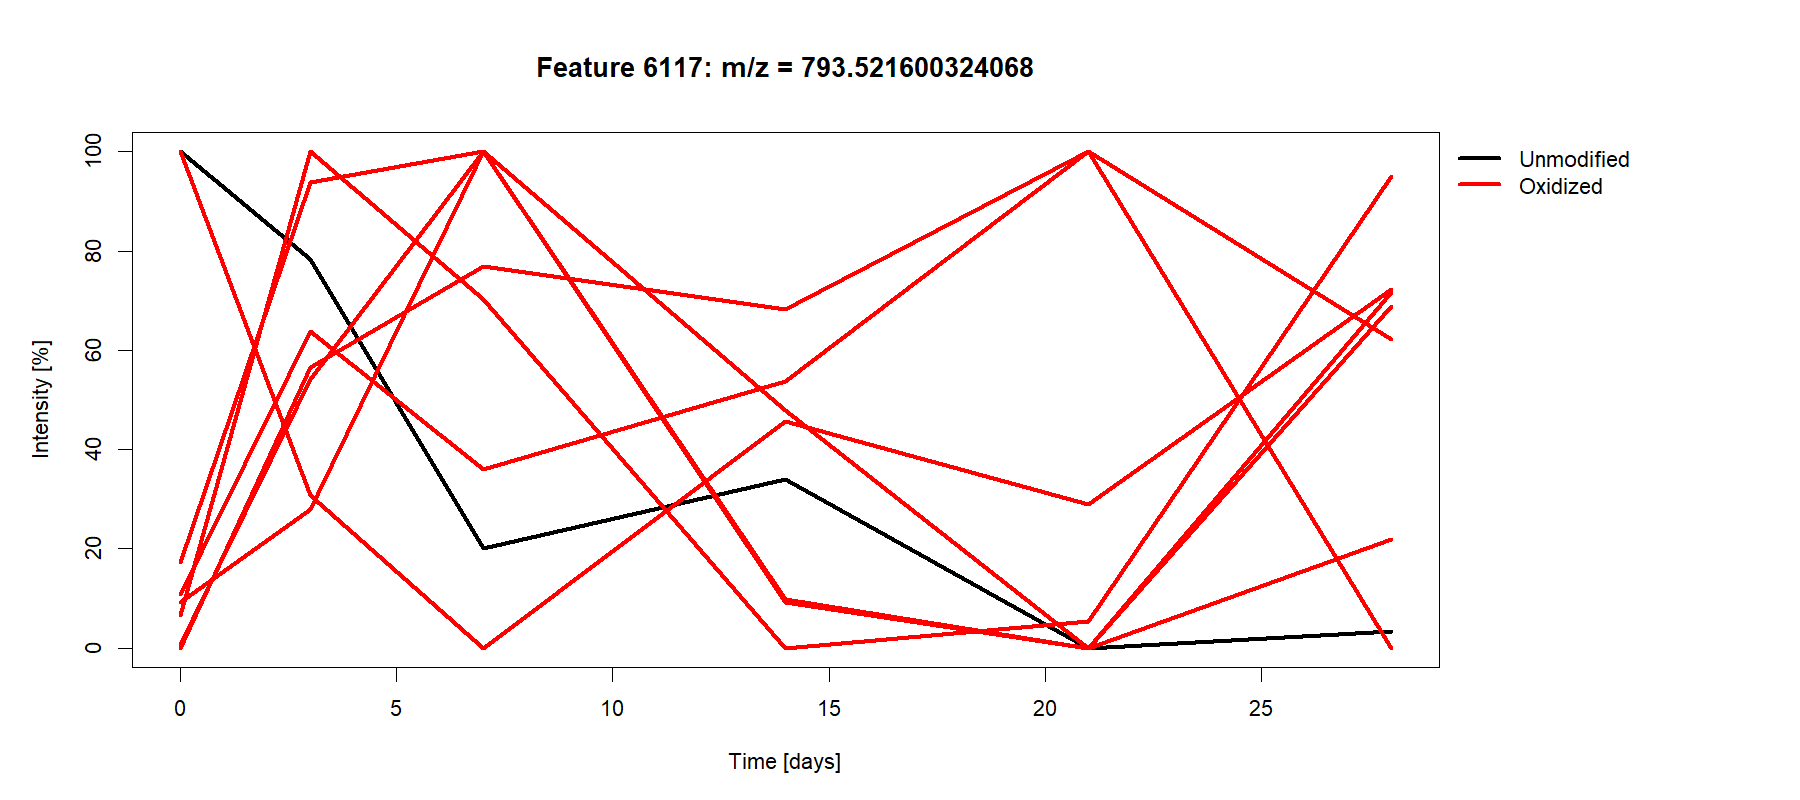 Feature 6117: m/z = 793.521600324068
Unmodified
Oxidized
100
80
60
40
20
0
Intensity [%]
0 5 10 15 20 25
Time [days]